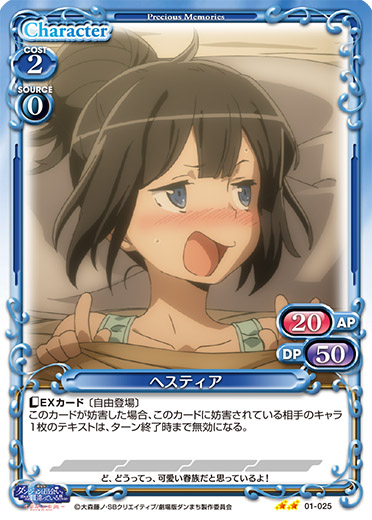 Precious Memories
Character
COST
2
SOURCE
0
20 AP
DP 50
ヘスティア
EXカード〔自由登場〕
このカードが妨害した場合、このカードに妨害されている相手のキャラ
1枚のテキストは、ターン終了時まで無効になる。
ど、どうってっ、可愛い眷族だと思っているよ！
©大森藤ノ・SBクリエイティブ/劇場版ダンまち製作委員会
01-025